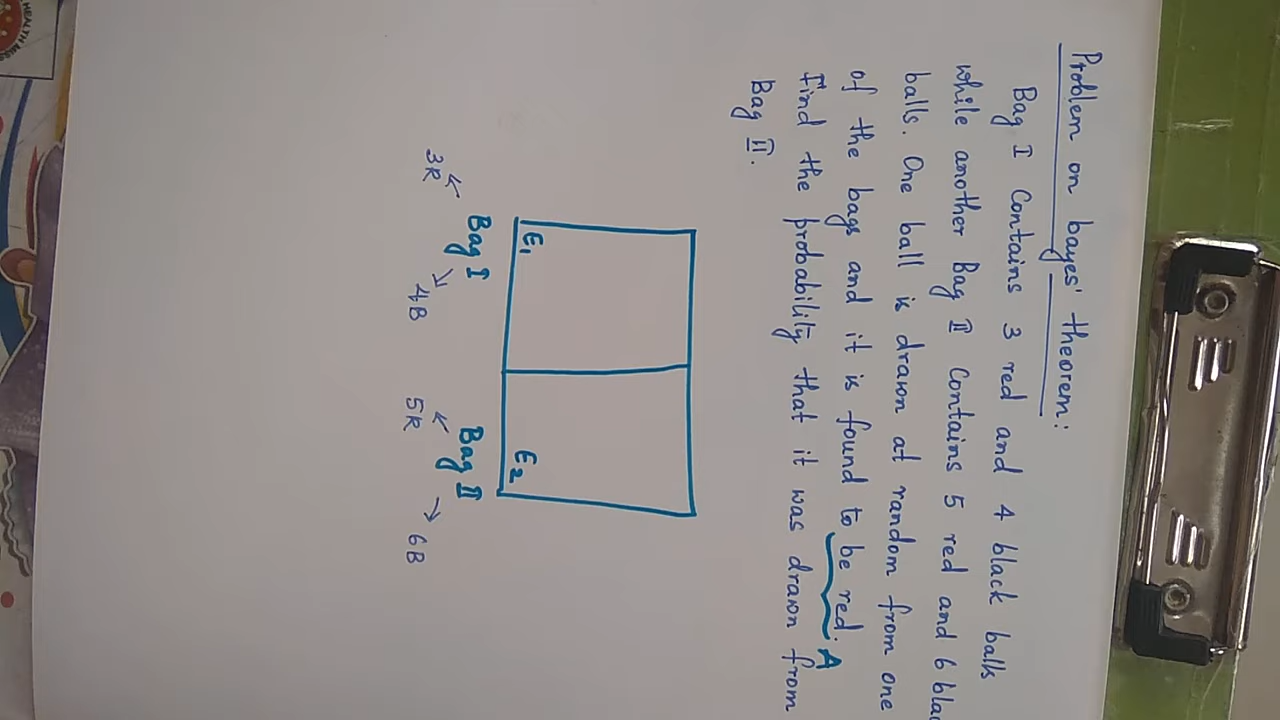 Problem on bayes' theorem:
Bag I Contains 3 red and 4 black balls
while another Bag II Contains 5 red and 6
balls. One ball is drawn at random from one
of the bags and it is found to be red. A
find the probability that it was drawn from
Bag II.
E1 E2
Bag I Bag II
3R 4B 5R 6B
HEALTH